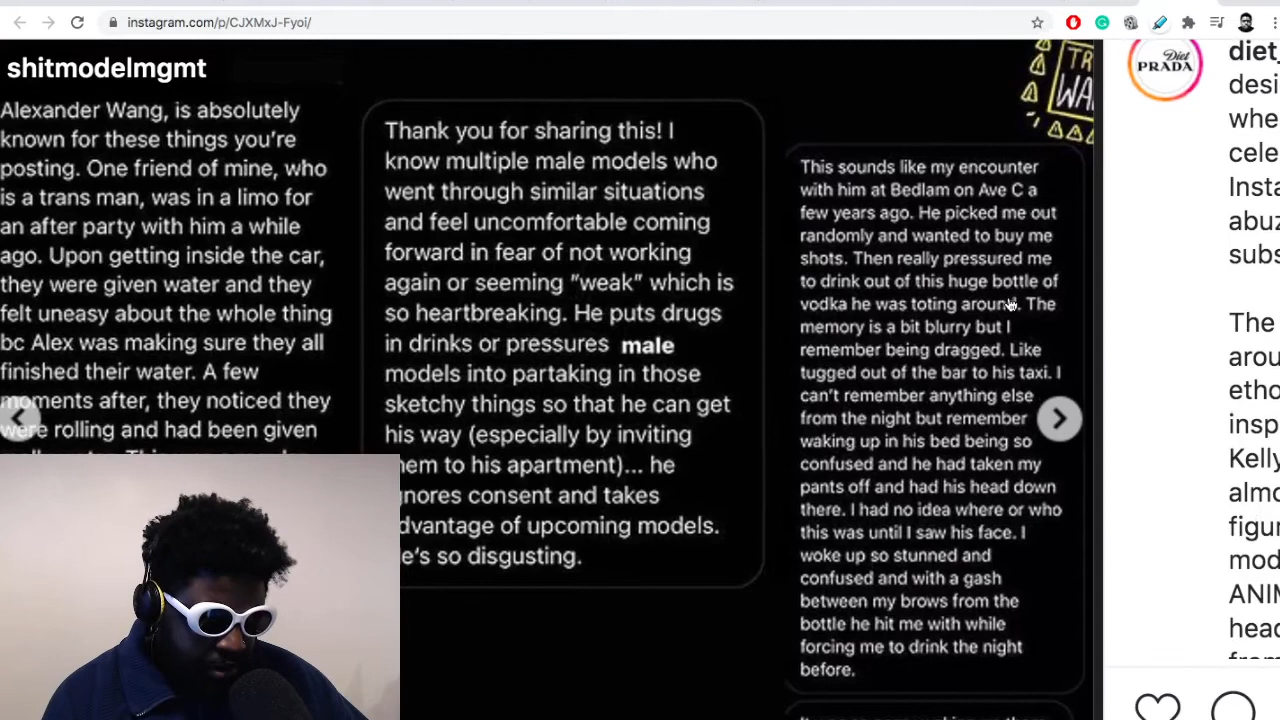 instagram.com/p/CJXMxJ-Fyoi/
shitmodelmgmt
Alexander Wang, is absolutely
known for these things you're
posting. One friend of mine, who
is a trans man, was in a limo for
an after party with him a while
ago. Upon getting inside the car,
they were given water and they
felt uneasy about the whole thing
bc Alex was making sure they all
finished their water. A few
moments after, they noticed they
were rolling and had been given
Thank you for sharing this! I
know multiple male models who
went through similar situations
and feel uncomfortable coming
forward in fear of not working
again or seeming "weak" which is
so heartbreaking. He puts drugs
in drinks or pressures male
models into partaking in those
sketchy things so that he can get
his way (especially by inviting
hem to his apartment)... he
gnores consent and takes
dvantage of upcoming models.
e's so disgusting.
TR
WA
This sounds like my encounter
with him at Bedlam on Ave C a
few years ago. He picked me out
randomly and wanted to buy me
shots. Then really pressured me
to drink out of this huge bottle of
vodka he was toting around. The
memory is a bit blurry but I
remember being dragged. Like
tugged out of the bar to his taxi. I
can't remember anything else
from the night but remember
waking up in his bed being so
confused and he had taken my
pants off and had his head down
there. I had no idea where or who
this was until I saw his face. I
woke up so stunned and
confused and with a gash
between my brows from the
bottle he hit me with while
forcing me to drink the night
before.
Diet
PRADA
diet_
desi
whe
cele
Insta
abuz
subs
The
arou
etho
insp
Kelly
almo
figur
mod
ANIM
head